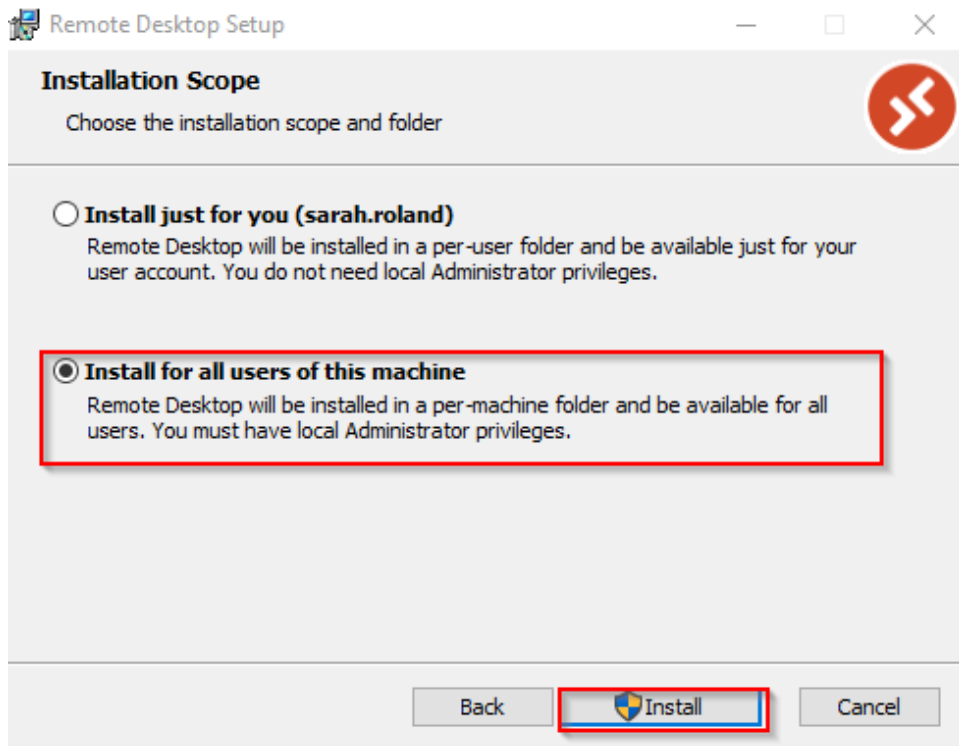 Remote Desktop Setup
Installation Scope
Choose the installation scope and folder
Install just for you (sarah.roland)
Remote Desktop will be installed in a per-user folder and be available just for your
user account. You do not need local Administrator privileges.
Install for all users of this machine
Remote Desktop will be installed in a per-machine folder and be available for all
users. You must have local Administrator privileges.
Back
Install
Cancel